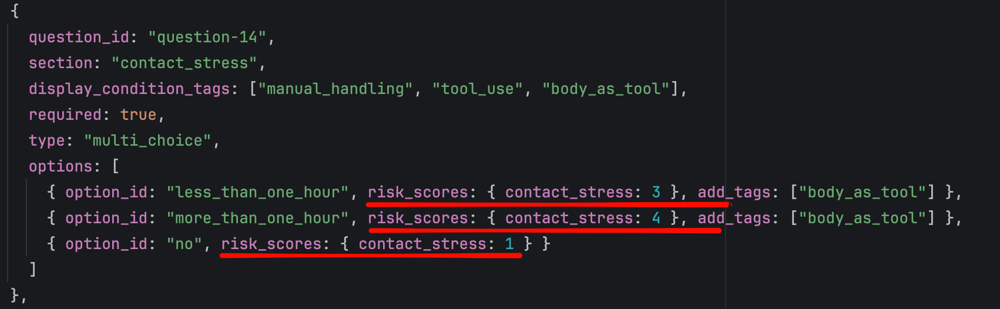 {
question_id: "question-14",
section: "contact_stress",
display_condition_tags: ["manual_handling", "tool_use", "body_as_tool"],
required: true,
type: "multi_choice",
options: [
{ option_id: "less_than_one_hour", risk_scores: { contact_stress: 3 }, add_tags: ["body_as_tool"] },
{ option_id: "more_than_one_hour", risk_scores: { contact_stress: 4 }, add_tags: ["body_as_tool"] },
{ option_id: "no", risk_scores: { contact_stress: 1 } }
]
},